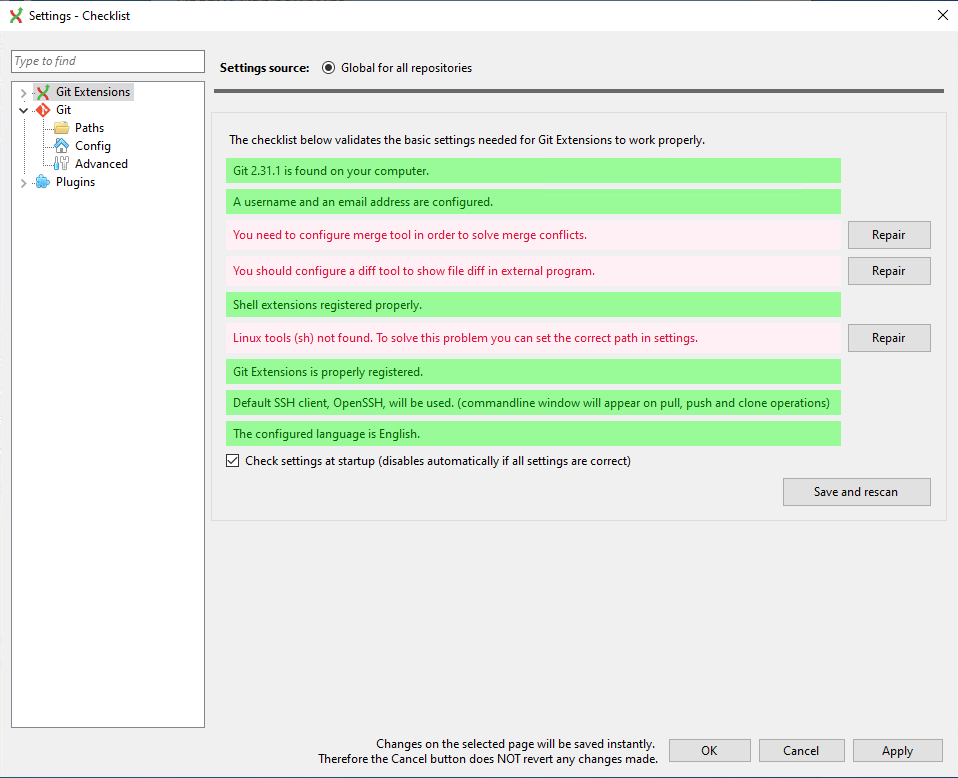 Settings - Checklist
Type to find
Git Extensions
Git
Paths
Config
Advanced
Plugins
Settings source: Global for all repositories
The checklist below validates the basic settings needed for Git Extensions to work properly.
Git 2.31.1 is found on your computer.
A username and an email address are configured.
You need to configure merge tool in order to solve merge conflicts.
Repair
You should configure a diff tool to show file diff in external program.
Repair
Shell extensions registered properly.
Linux tools (sh) not found. To solve this problem you can set the correct path in settings.
Repair
Git Extensions is properly registered.
Default SSH client, OpenSSH, will be used. (commandline window will appear on pull, push and clone operations)
The configured language is English.
Check settings at startup (disables automatically if all settings are correct)
Save and rescan
Changes on the selected page will be saved instantly.
Therefore the Cancel button does NOT revert any changes made.
OK
Cancel
Apply